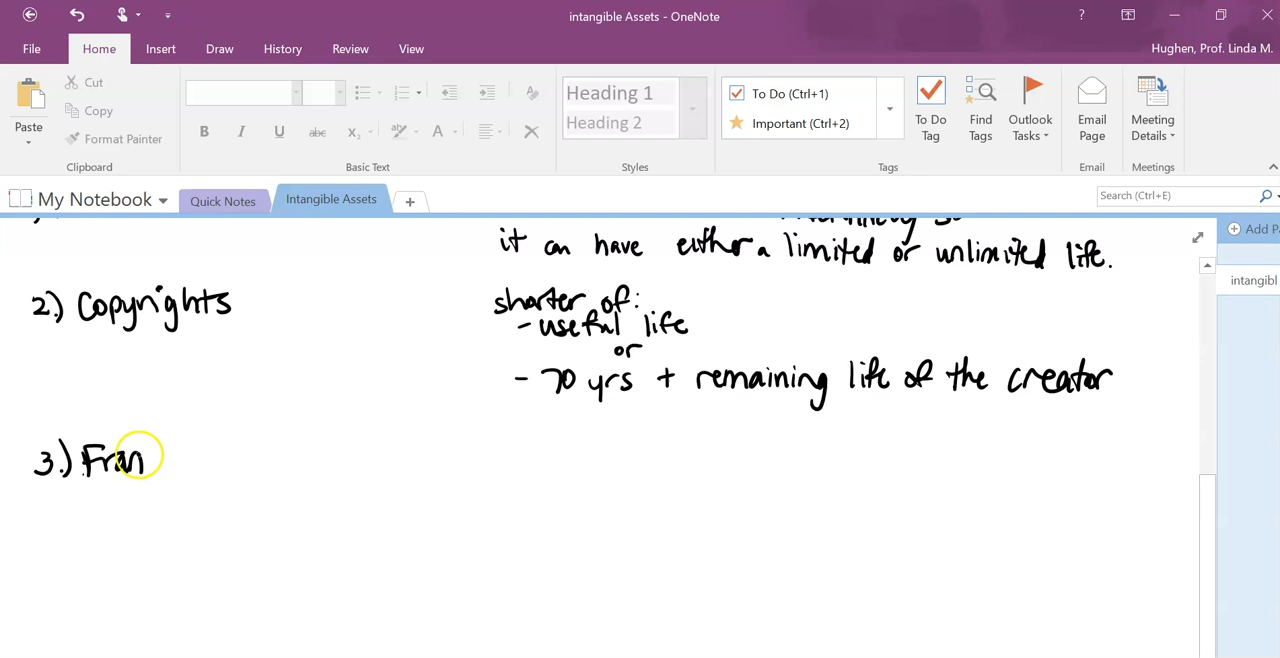 intangible Assets - OneNote
?
Hughen, Prof. Linda M.
File Home Insert Draw History Review View
Paste
Cut
Copy
Format Painter
Clipboard
B I U abc X₂ A
Basic Text
Heading 1
Heading 2
Styles
To Do (Ctrl+1)
Important (Ctrl+2)
To Do Tag
Find Tags
Outlook Tasks
Tags
Email Page
Email
Meeting Details
Meetings
My Notebook
Quick Notes
Intangible Assets
+
Search (Ctrl+E)
Add P
intangibl
it can have either a limited or unlimited life.
2.) Copyrights
shorter of:
- useful life
or
- 70 yrs + remaining life of the creator
3.) Fran